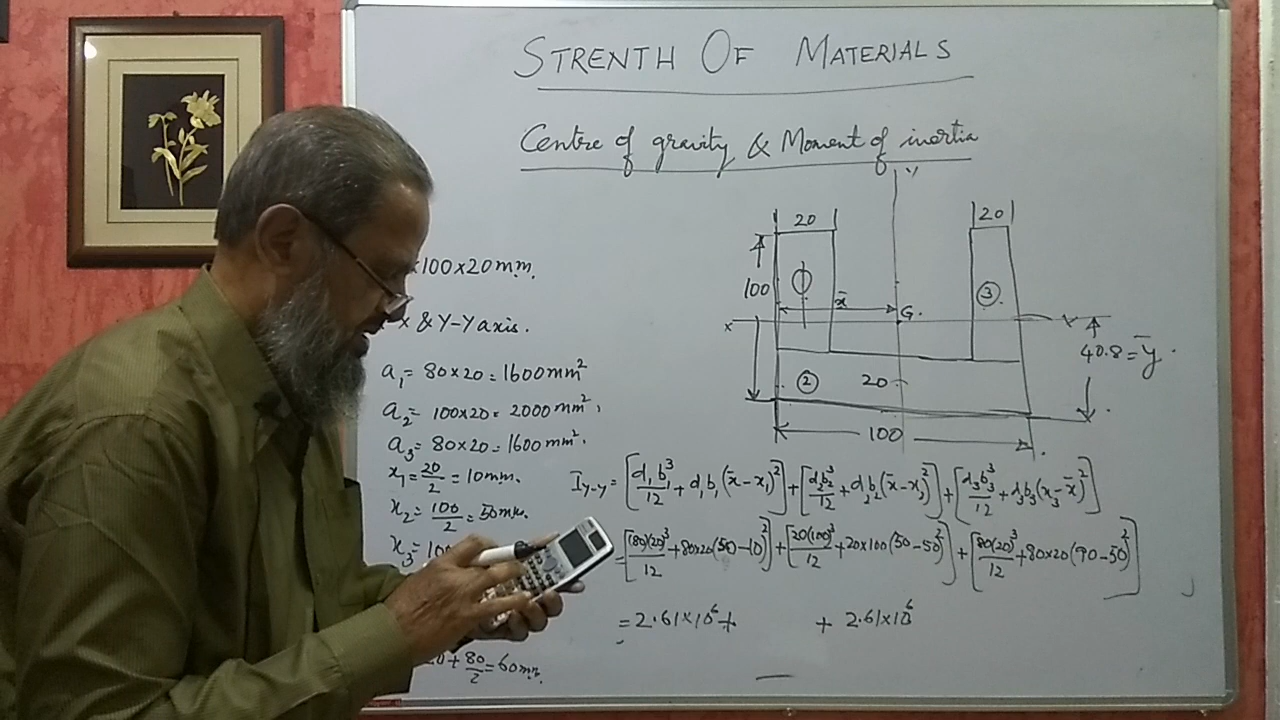 STRENTH OF MATERIALS
Centre of gravity & Moment of inertia
x100x20mm.
x & Y-Y axis.
a₁= 80x20=1600mm²
a₂= 100x20= 2000mm².
a₃= 80x20=1600mm².
x₁=20/2=10mm.
x₂=100/2=50mm.
x₃=100
20+80/2=60mm.
Y
20 20
100 ① x̄ G. ③
x x
40.8=ȳ.
② 20
100
I y-y = [d₁b₁³/12+d₁b₁(x̄-x₁)²]+[d₂b₂³/12+d₂b₂(x̄-x₂)²]+[d₃b₃³/12+d₃b₃(x₃-x̄)²]
=[(80)(20)³/12+80x20(50-10)²]+[20(100)³/12+20x100(50-50)²]+[80(20)³/12+80x20(90-50)²]
=2.61x10⁶+ + 2.61x10⁶